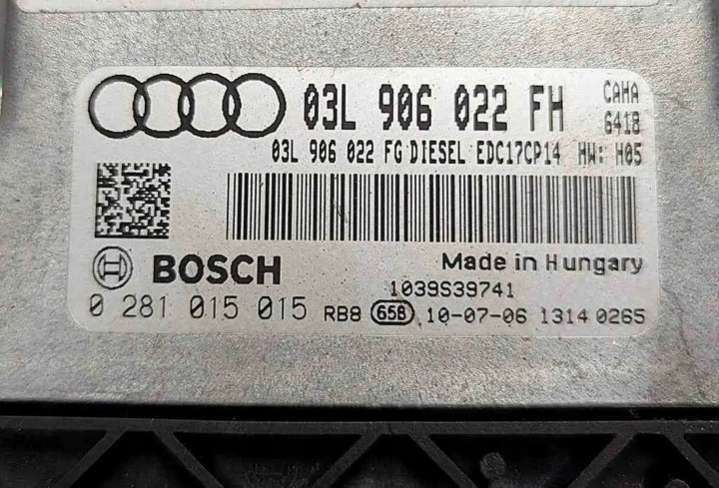 03L 906 022 FH CAHA
6418
03L 906 022 FG DIESEL EDC17CP14 HW: H05
BOSCH Made in Hungary
1039S39741
0 281 015 015 RB8 658 10-07-06 1314 0265